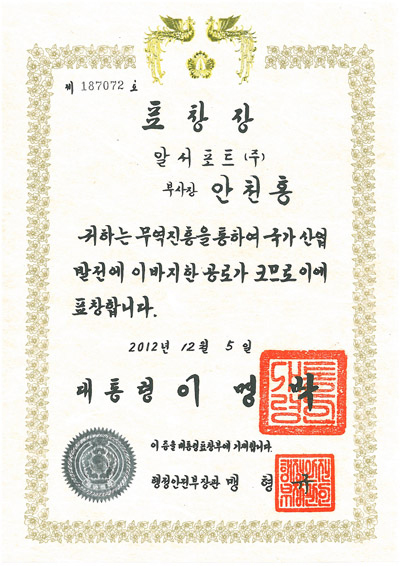 제 187072 호
표창장
말서포트(주)
부사장 안천홍
귀하는 무역진흥을 통하여 국가 산업
발전에 이바지한 공로가 크므로 이에
표창합니다.
2012년 12월 5일
대통령 이명박
이 증을 대통령표창부에 기재합니다.
행정안전부장관 맹형규